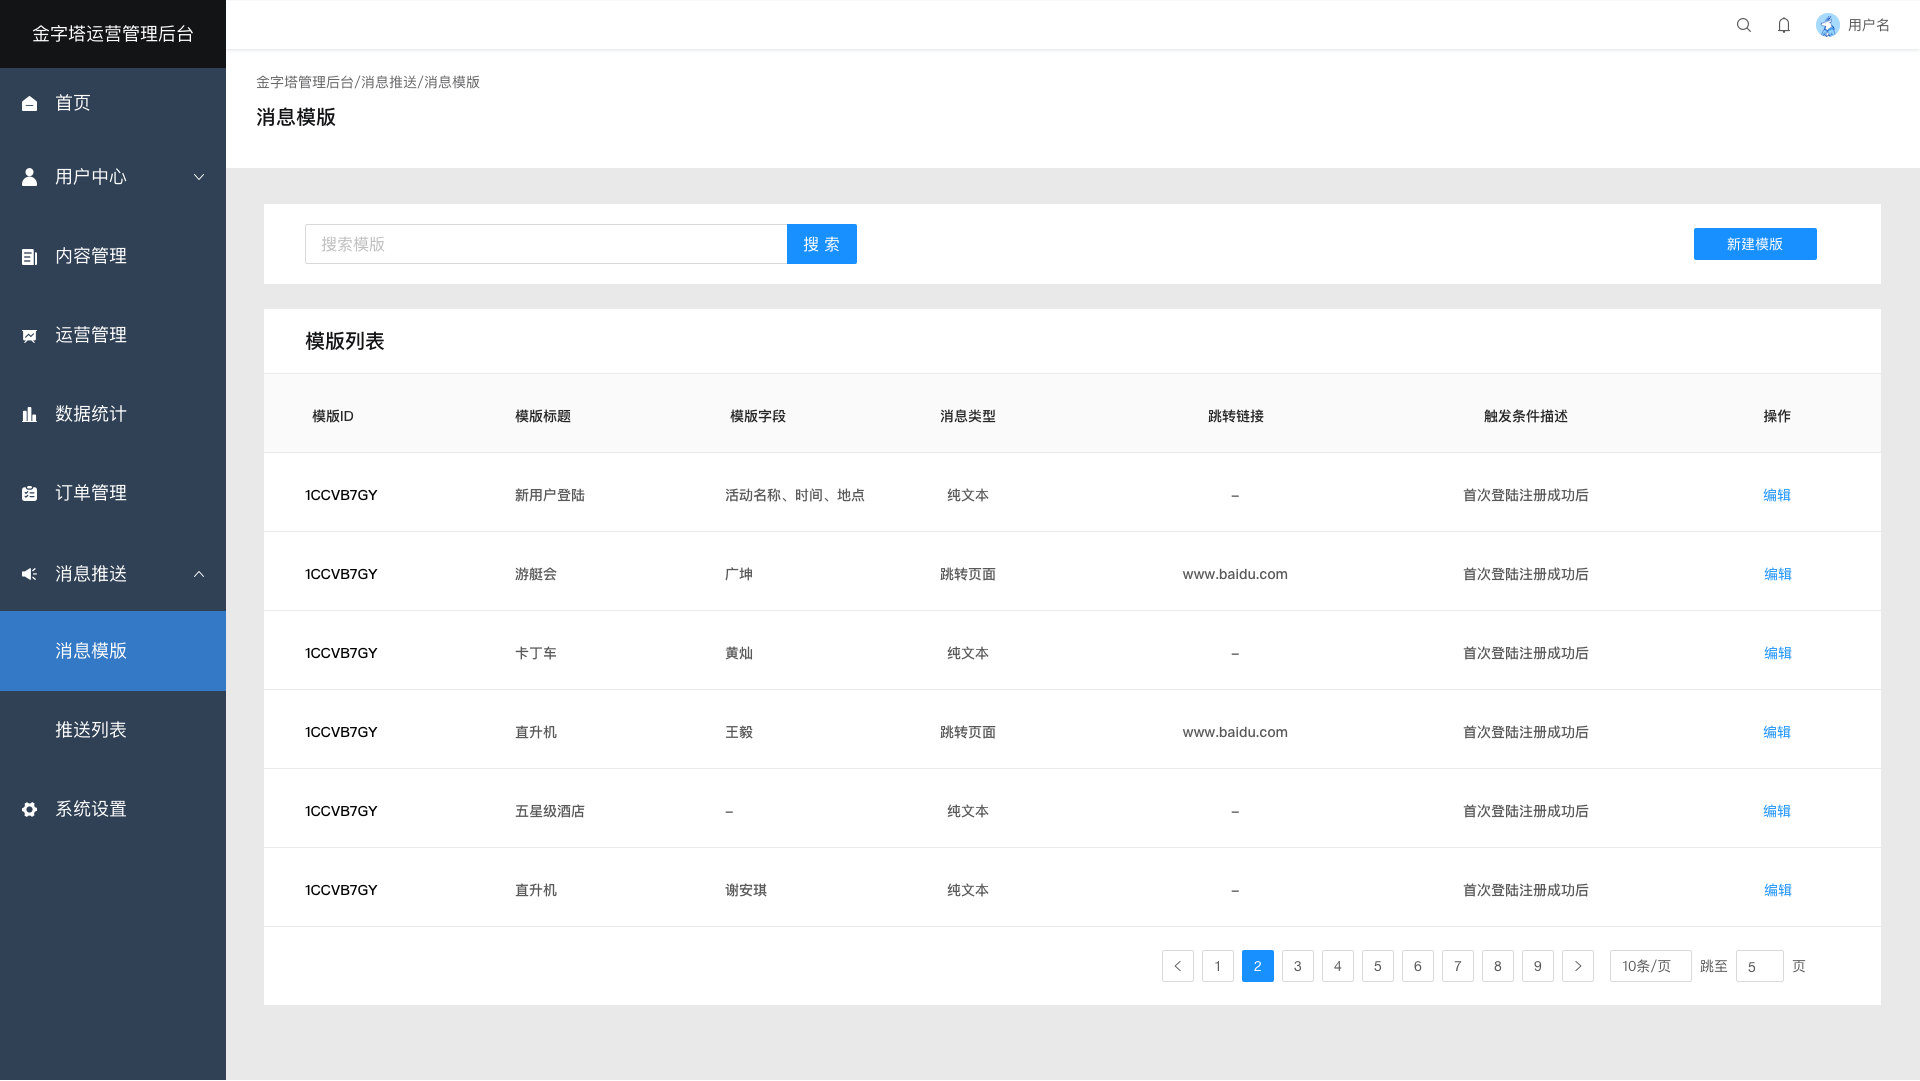 金字塔运营管理后台
用户名
首页
用户中心
内容管理
运营管理
数据统计
订单管理
消息推送
消息模版
推送列表
系统设置
金字塔管理后台/消息推送/消息模版
消息模版
搜索模版 搜 索 新建模版
模版列表
模版ID 模版标题 模版字段 消息类型 跳转链接 触发条件描述 操作
1CCVB7GY 新用户登陆 活动名称、时间、地点 纯文本 – 首次登陆注册成功后 编辑
1CCVB7GY 游艇会 广坤 跳转页面 www.baidu.com 首次登陆注册成功后 编辑
1CCVB7GY 卡丁车 黄灿 纯文本 – 首次登陆注册成功后 编辑
1CCVB7GY 直升机 王毅 跳转页面 www.baidu.com 首次登陆注册成功后 编辑
1CCVB7GY 五星级酒店 – 纯文本 – 首次登陆注册成功后 编辑
1CCVB7GY 直升机 谢安琪 纯文本 – 首次登陆注册成功后 编辑
1 2 3 4 5 6 7 8 9 10条/页 跳至 5 页